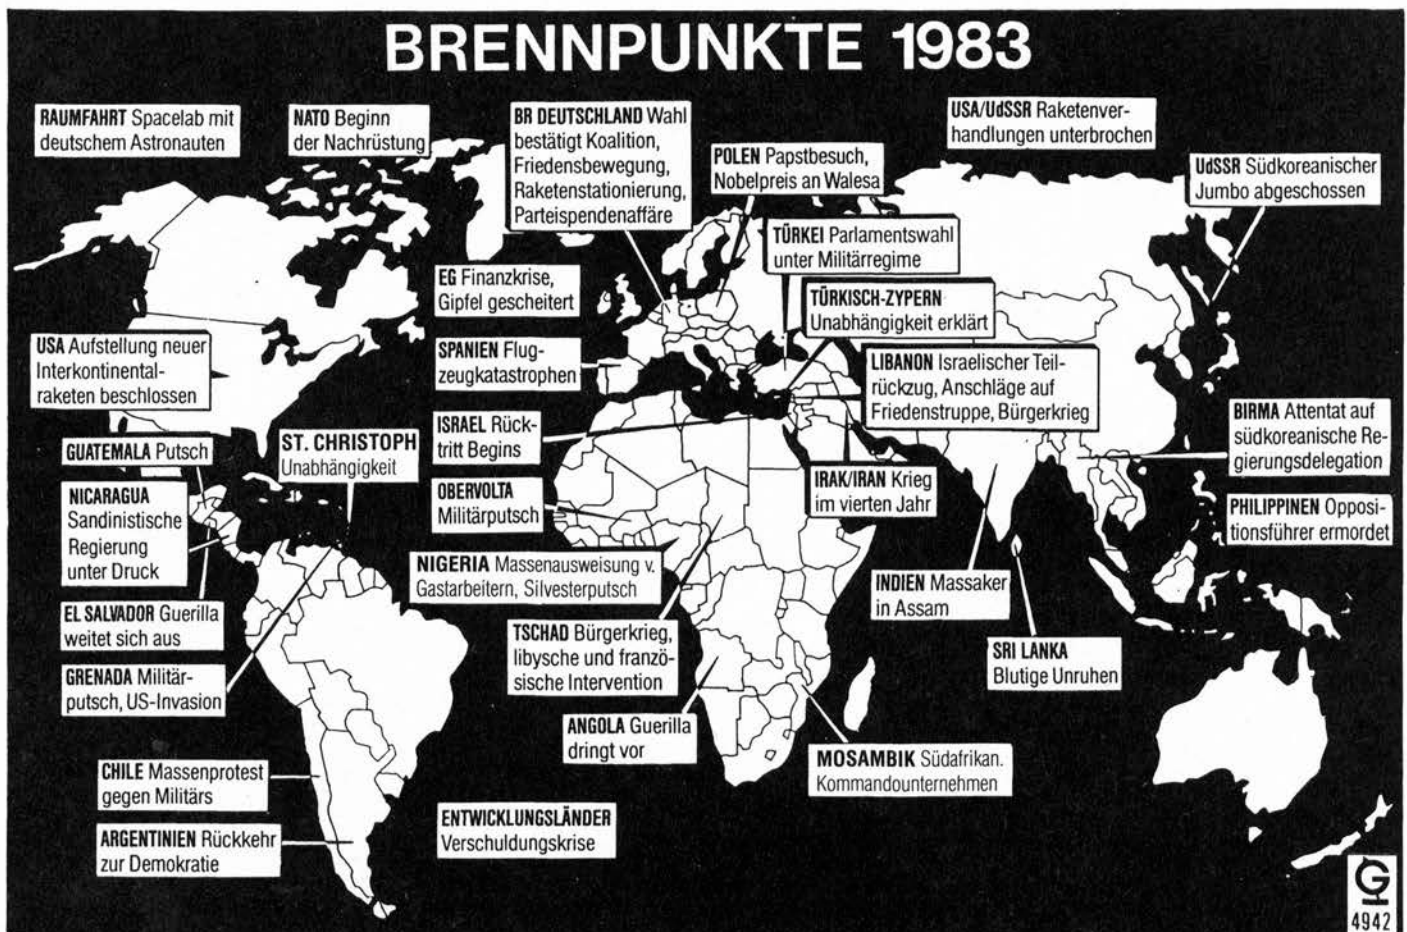 BRENNPUNKTE 1983
RAUMFAHRT Spacelab mit
deutschem Astronauten
NATO Beginn
der Nachrüstung
BR DEUTSCHLAND Wahl
bestätigt Koalition,
Friedensbewegung,
Raketenstationierung,
Parteispendenaffäre
POLEN Papstbesuch,
Nobelpreis an Walesa
USA/UdSSR Raketenver-
handlungen unterbrochen
UdSSR Südkoreanischer
Jumbo abgeschossen
TÜRKEI Parlamentswahl
unter Militärregime
EG Finanzkrise,
Gipfel gescheitert
TÜRKISCH-ZYPERN
Unabhängigkeit erklärt
USA Aufstellung neuer
Interkontinental-
raketen beschlossen
SPANIEN Flug-
zeugkatastrophen
LIBANON Israelischer Teil-
rückzug, Anschläge auf
Friedenstruppe, Bürgerkrieg
ISRAEL Rück-
tritt Begins
BIRMA Attentat auf
südkoreanische Re-
gierungsdelegation
GUATEMALA Putsch
ST. CHRISTOPH
Unabhängigkeit
OBERVOLTA
Militärputsch
IRAK/IRAN Krieg
im vierten Jahr
NICARAGUA
Sandinistische
Regierung
unter Druck
PHILIPPINEN Opposi-
tionsführer ermordet
NIGERIA Massenausweisung v.
Gastarbeitern, Silvesterputsch
INDIEN Massaker
in Assam
EL SALVADOR Guerilla
weitet sich aus
TSCHAD Bürgerkrieg,
libysche und franzö-
sische Intervention
SRI LANKA
Blutige Unruhen
GRENADA Militär-
putsch, US-Invasion
ANGOLA Guerilla
dringt vor
MOSAMBIK Südafrikan.
Kommandounternehmen
CHILE Massenprotest
gegen Militärs
ENTWICKLUNGSLÄNDER
Verschuldungskrise
ARGENTINIEN Rückkehr
zur Demokratie
G
4942